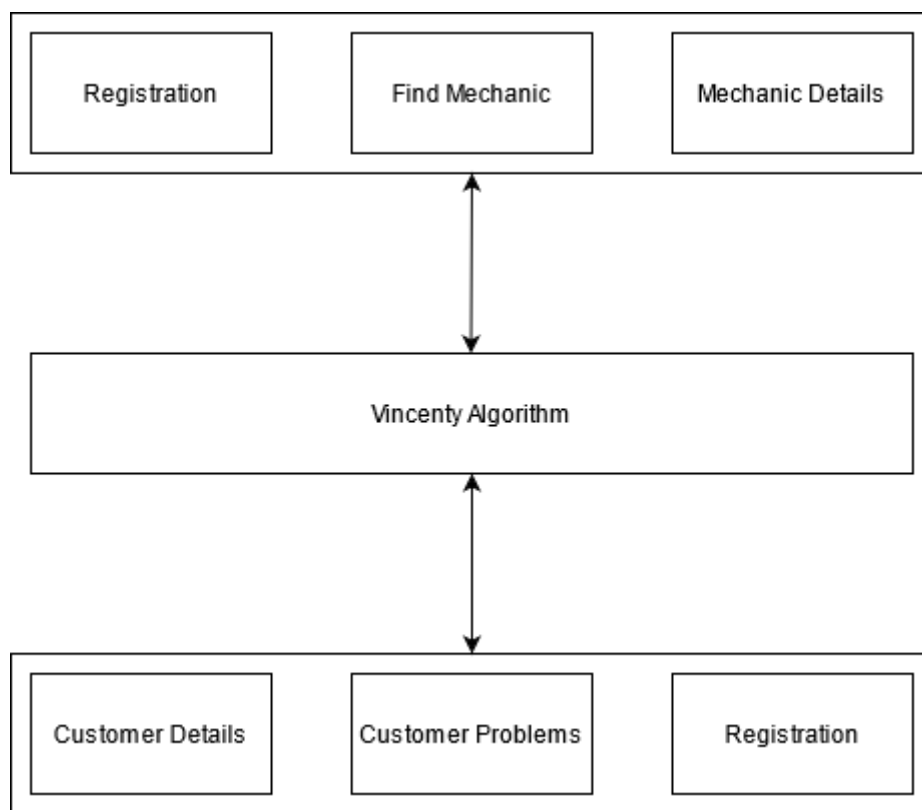 Registration
Find Mechanic
Mechanic Details
Vincenty Algorithm
Customer Details
Customer Problems
Registration